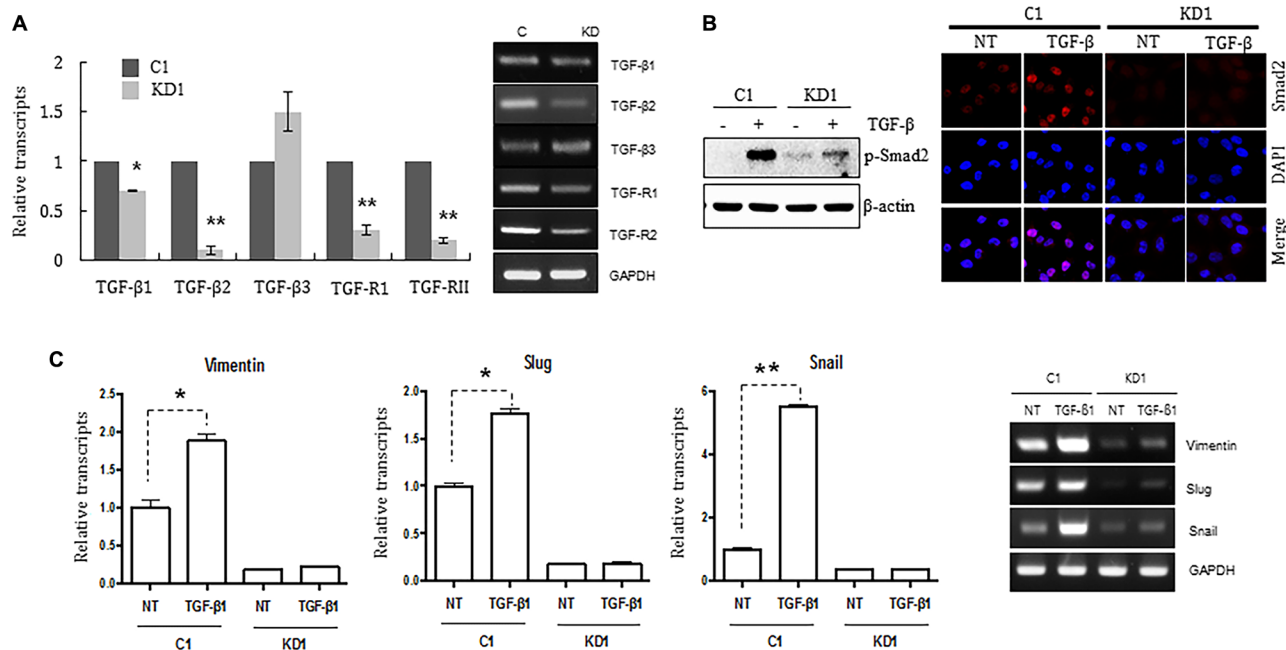 A
Relative transcripts
2
1.5
1
0.5
0
C1
KD1
*
**
**
**
TGF-β1 TGF-β2 TGF-β3 TGF-R1 TGF-RII
C KD
TGF-β1
TGF-β2
TGF-β3
TGF-R1
TGF-R2
GAPDH
B
C1 KD1
- + - + TGF-β
p-Smad2
β-actin
C1 KD1
NT TGF-β NT TGF-β
Smad2
DAPI
Merge
C
Vimentin
Relative transcripts
2.5
2.0
1.5
1.0
0.5
0.0
*
NT TGF-β1 NT TGF-β1
C1 KD1
Slug
Relative transcripts
2.0
1.5
1.0
0.5
0.0
*
NT TGF-β1 NT TGF-β1
C1 KD1
Snail
Relative transcripts
6
4
2
0
**
NT TGF-β1 NT TGF-β1
C1 KD1
C1 KD1
NT TGF-β1 NT TGF-β1
Vimentin
Slug
Snail
GAPDH